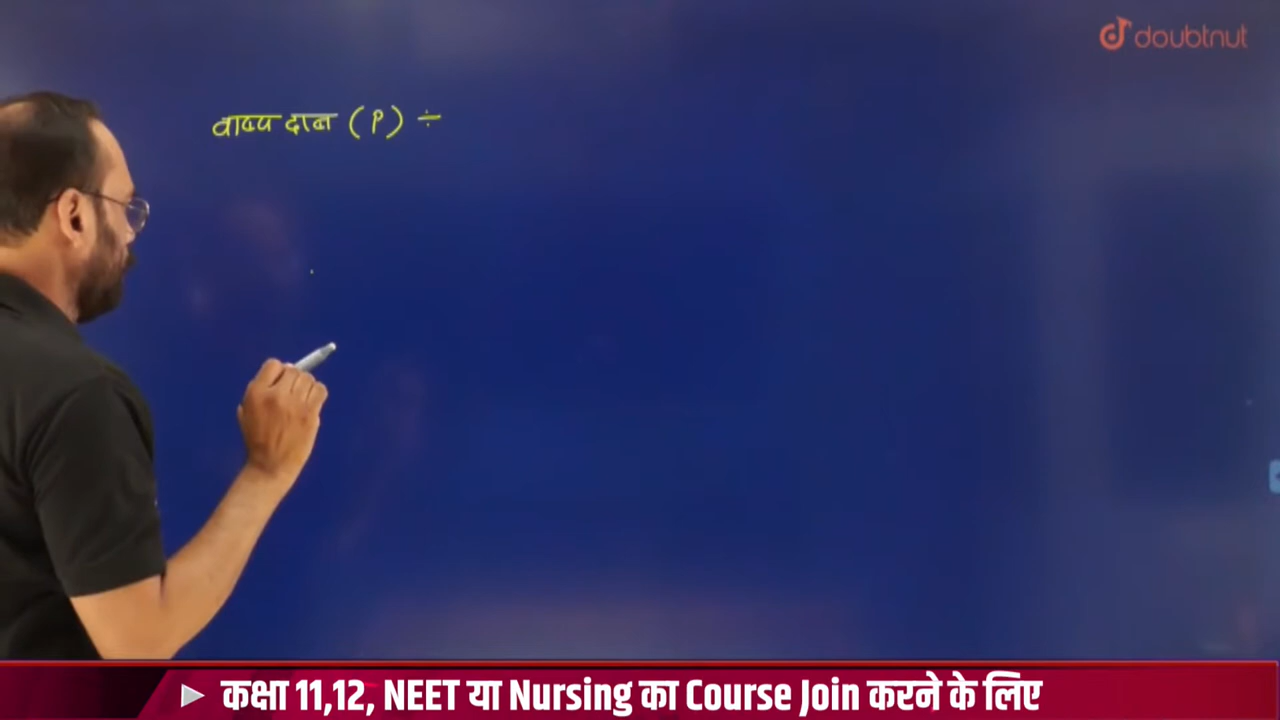 doubtnut
वाष्प दाब (P) ÷
कक्षा 11,12, NEET या Nursing का Course Join करने के लिए